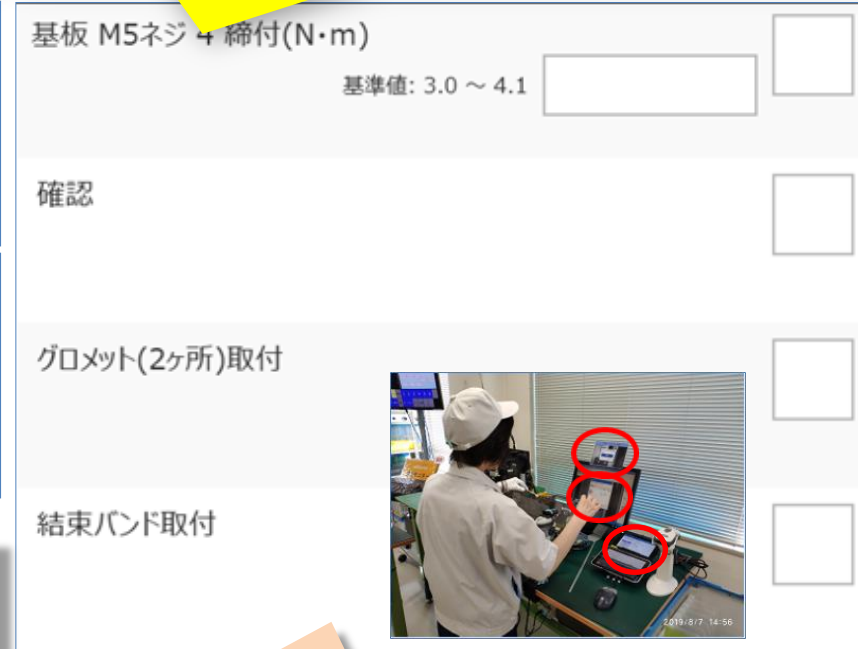 基板 M5ネジ 4 締付(N・m)
基準値: 3.0 ～ 4.1
確認
グロメット(2ヶ所)取付
結束バンド取付
2019/8/7 14:56